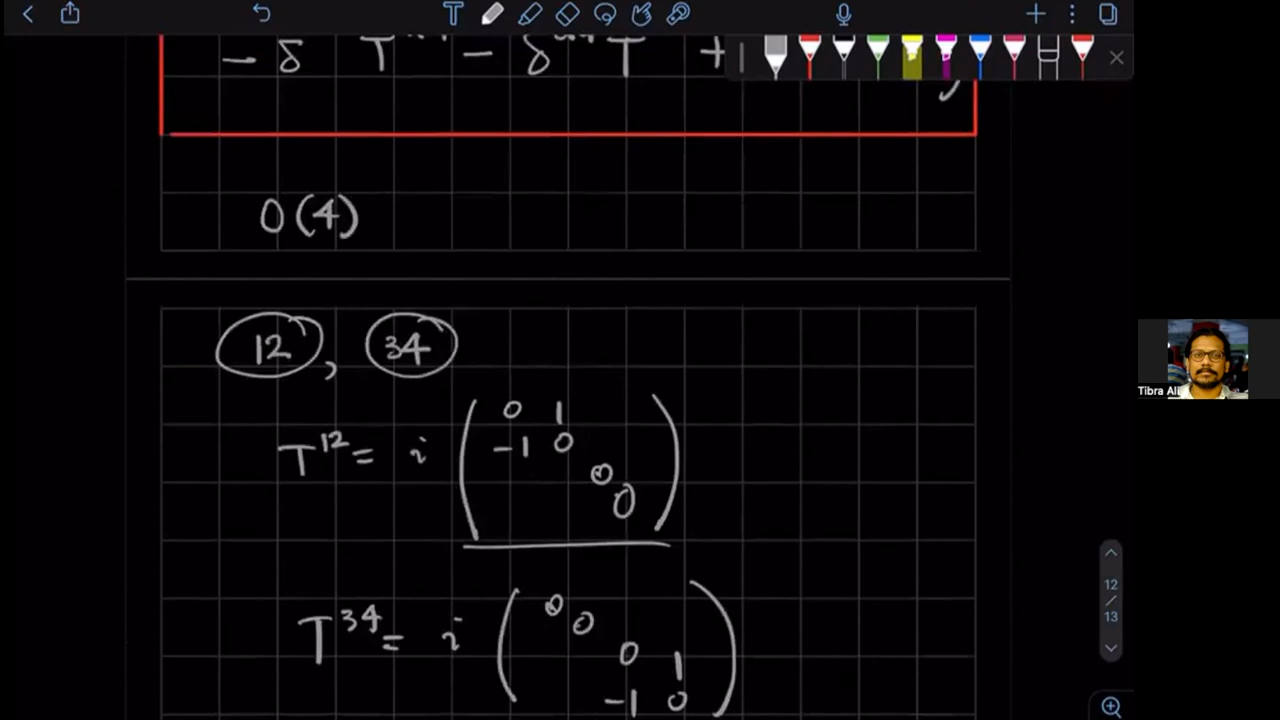 - δ T - δ T +
O(4)
12, 34
T¹² = i ( 0 1
-1 0
0
0 )
T³⁴ = i ( 0
0
0 1
-1 0 )
12
/
13
Tibra Ali